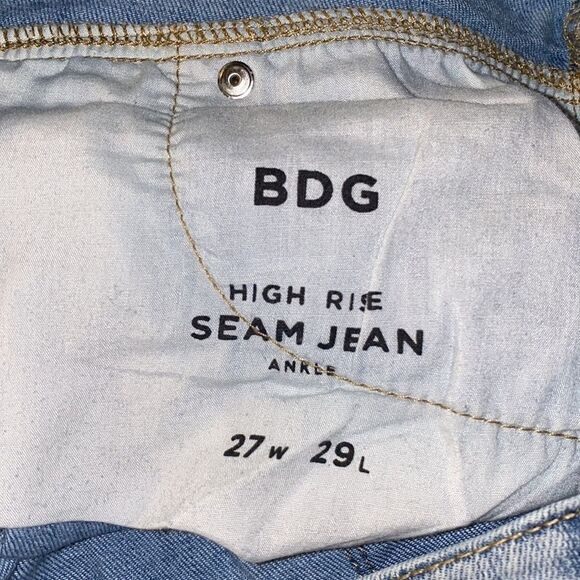 BDG
HIGH RISE
SEAM JEAN
ANKLE
27W 29L